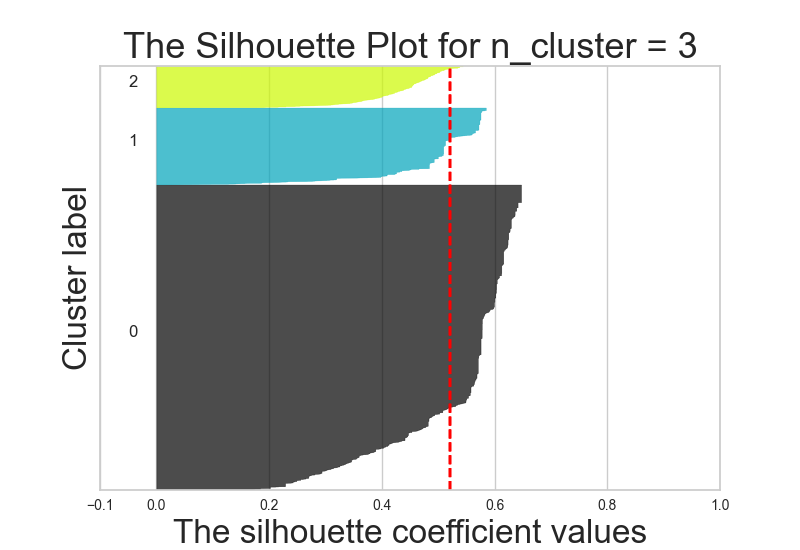 The Silhouette Plot for n_cluster = 3
2
1
0
Cluster label
−0.1 0.0 0.2 0.4 0.6 0.8 1.0
The silhouette coefficient values